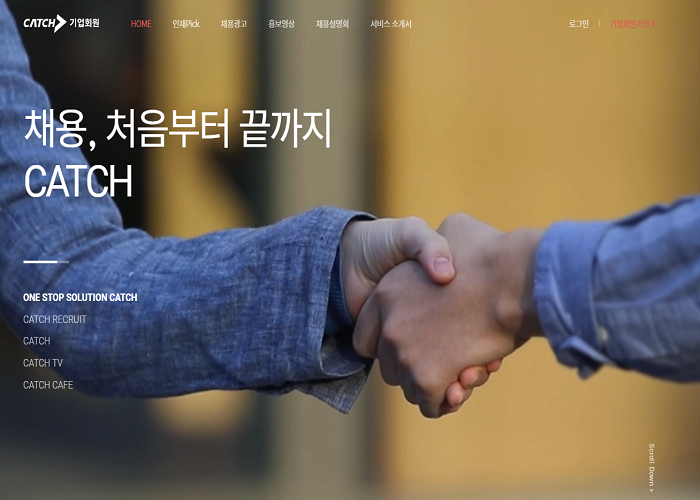 CATCH 기업회원
HOME 인재Pick 채용광고 홍보영상 채용설명회 서비스 소개서
로그인 | 기업회원가입
채용, 처음부터 끝까지
CATCH
ONE STOP SOLUTION CATCH
CATCH RECRUIT
CATCH
CATCH TV
CATCH CAFE
Scroll Down >